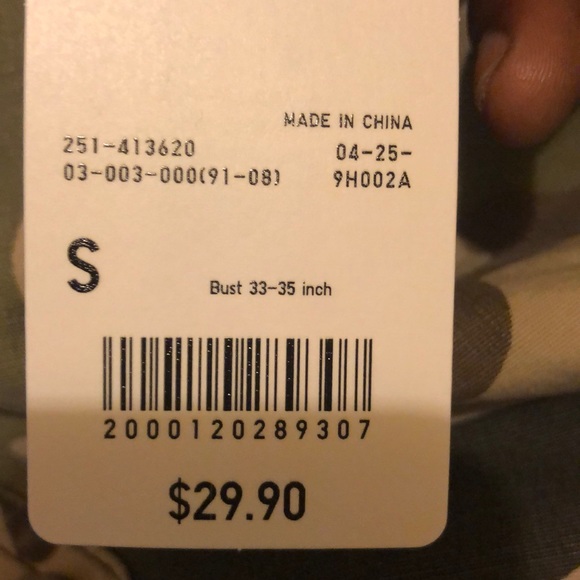 MADE IN CHINA
251-413620 04-25-
03-003-000(91-08) 9H002A
S
Bust 33-35 inch
2000120289307
$29.90